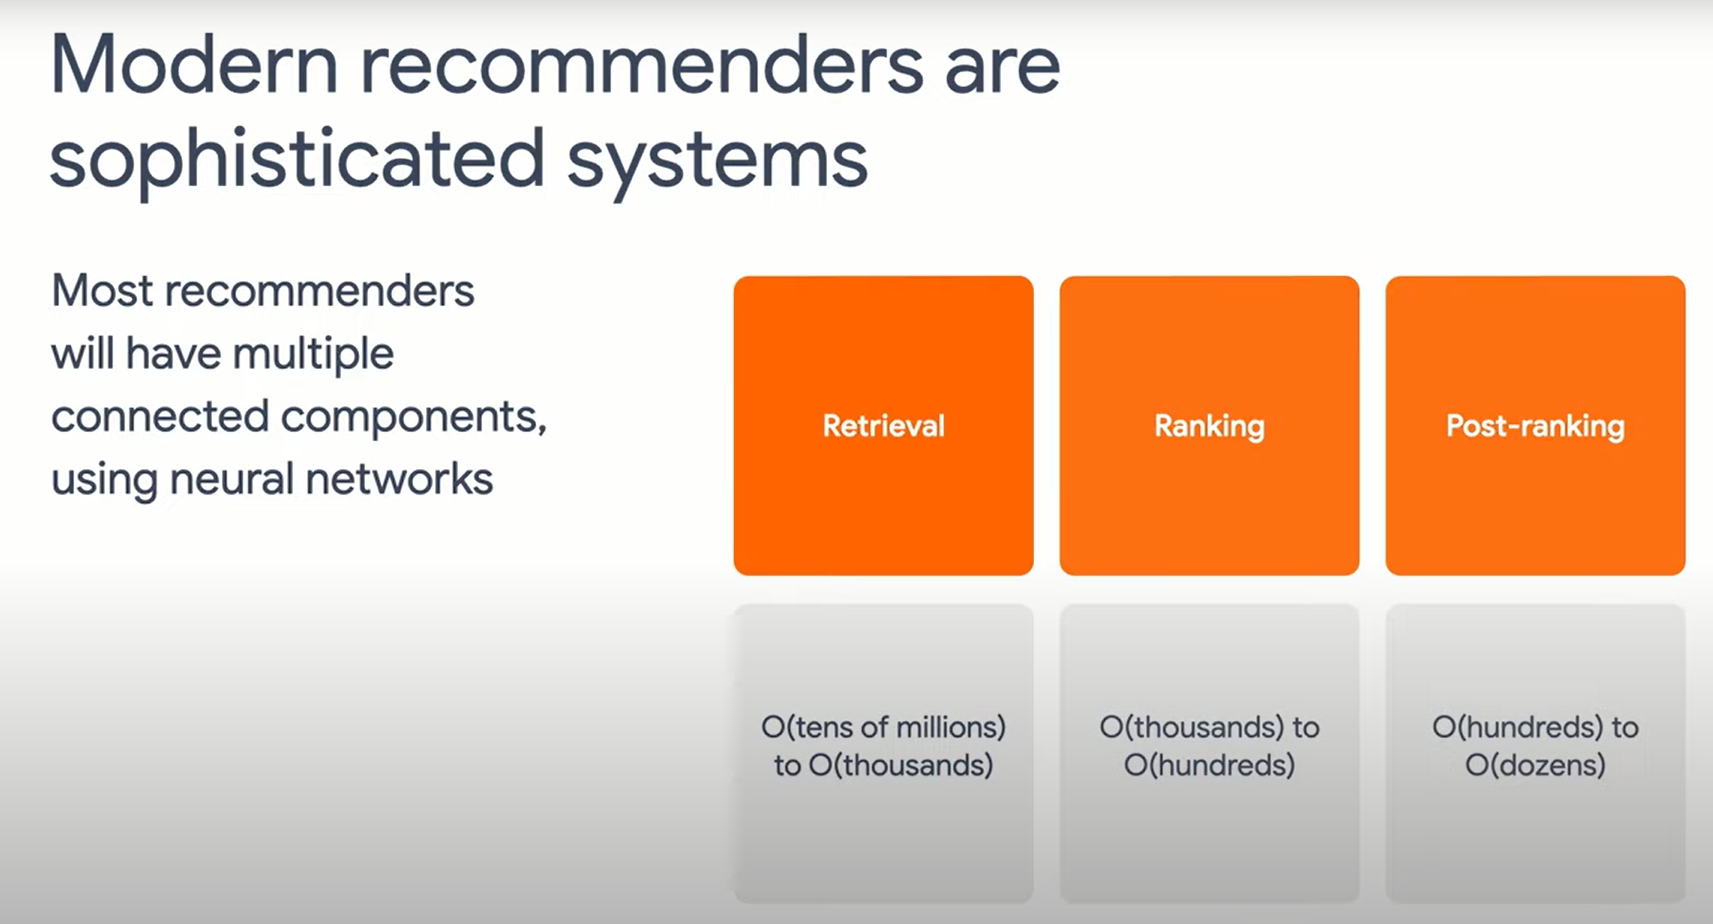 Modern recommenders are
sophisticated systems
Most recommenders
will have multiple
connected components,
using neural networks
Retrieval
Ranking
Post-ranking
O(tens of millions)
to O(thousands)
O(thousands) to
O(hundreds)
O(hundreds) to
O(dozens)